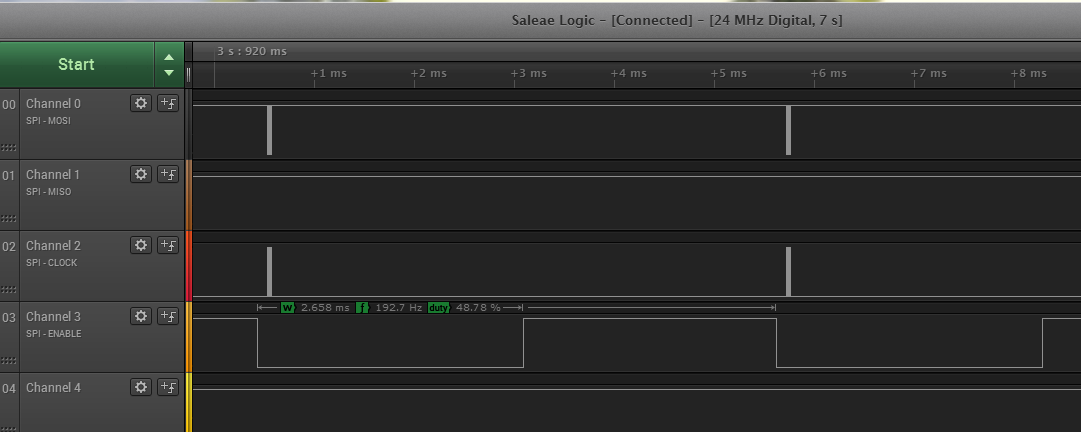 Saleae Logic - [Connected] - [24 MHz Digital, 7 s]
Start
3 s : 920 ms
+1 ms +2 ms +3 ms +4 ms +5 ms +6 ms +7 ms +8 ms
00 Channel 0
SPI - MOSI
01 Channel 1
SPI - MISO
02 Channel 2
SPI - CLOCK
W 2.658 ms f 192.7 Hz duty 48.78 %
03 Channel 3
SPI - ENABLE
04 Channel 4